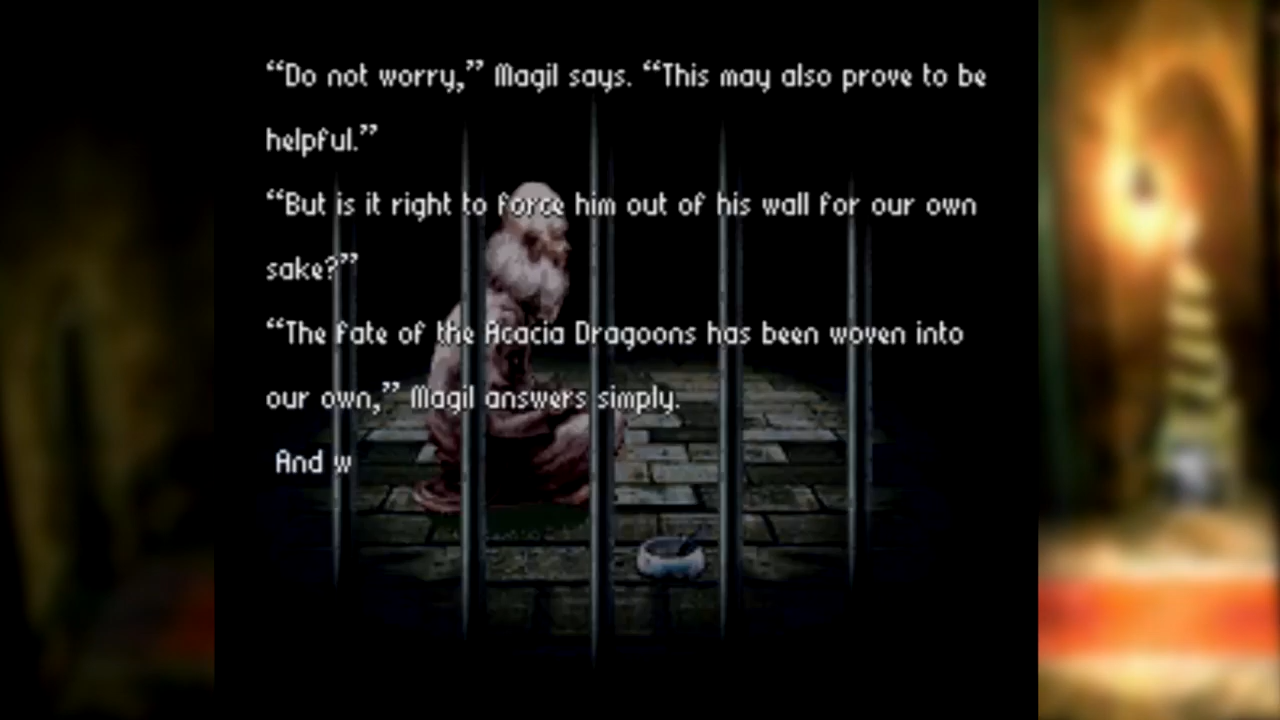 “Do not worry,” Magil says. “This may also prove to be
helpful.”
“But is it right to force him out of his wall for our own
sake?”
“The fate of the Acacia Dragoons has been woven into
our own,” Magil answers simply.
And w